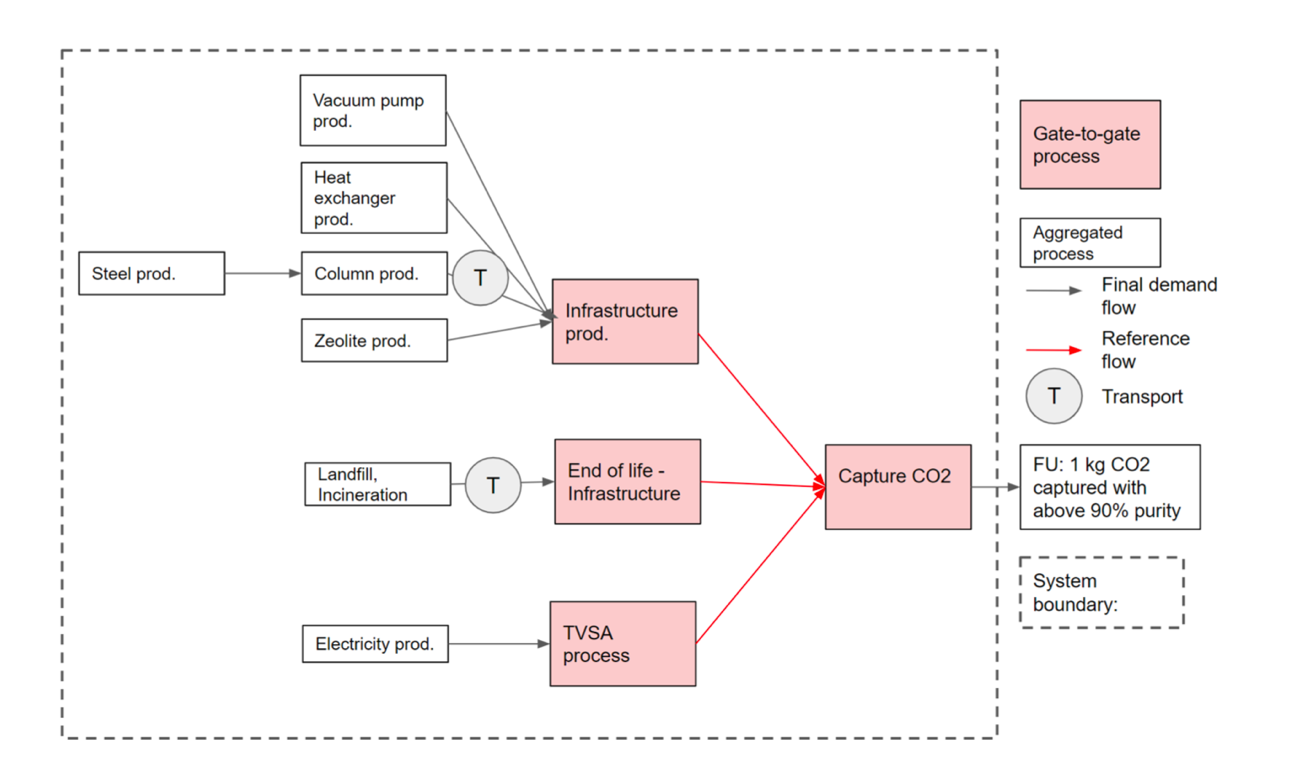 Vacuum pump
prod.
Heat
exchanger
prod.
Steel prod.
Column prod.
T
Zeolite prod.
Infrastructure
prod.
Landfill,
Incineration
T
End of life -
Infrastructure
Capture CO2
Electricity prod.
TVSA
process
Gate-to-gate
process
Aggregated
process
Final demand
flow
Reference
flow
T
Transport
FU: 1 kg CO2
captured with
above 90% purity
System
boundary: